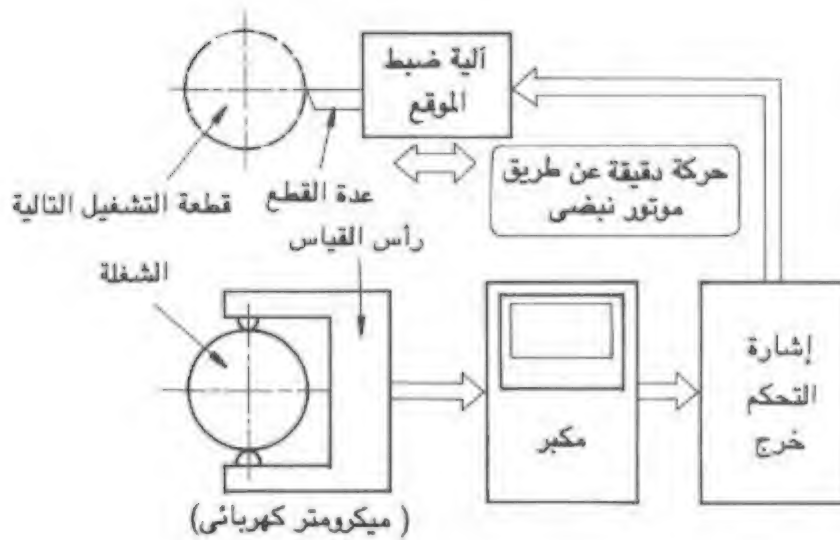 آلية ضبط
الموقع
حركة دقيقة عن طريق
موتور نبضى
عدة القطع
قطعة التشغيل التالية
رأس القياس
الشغلة
إشارة
التحكم
خرج
مكبر
(ميكرومتر كهربائى)